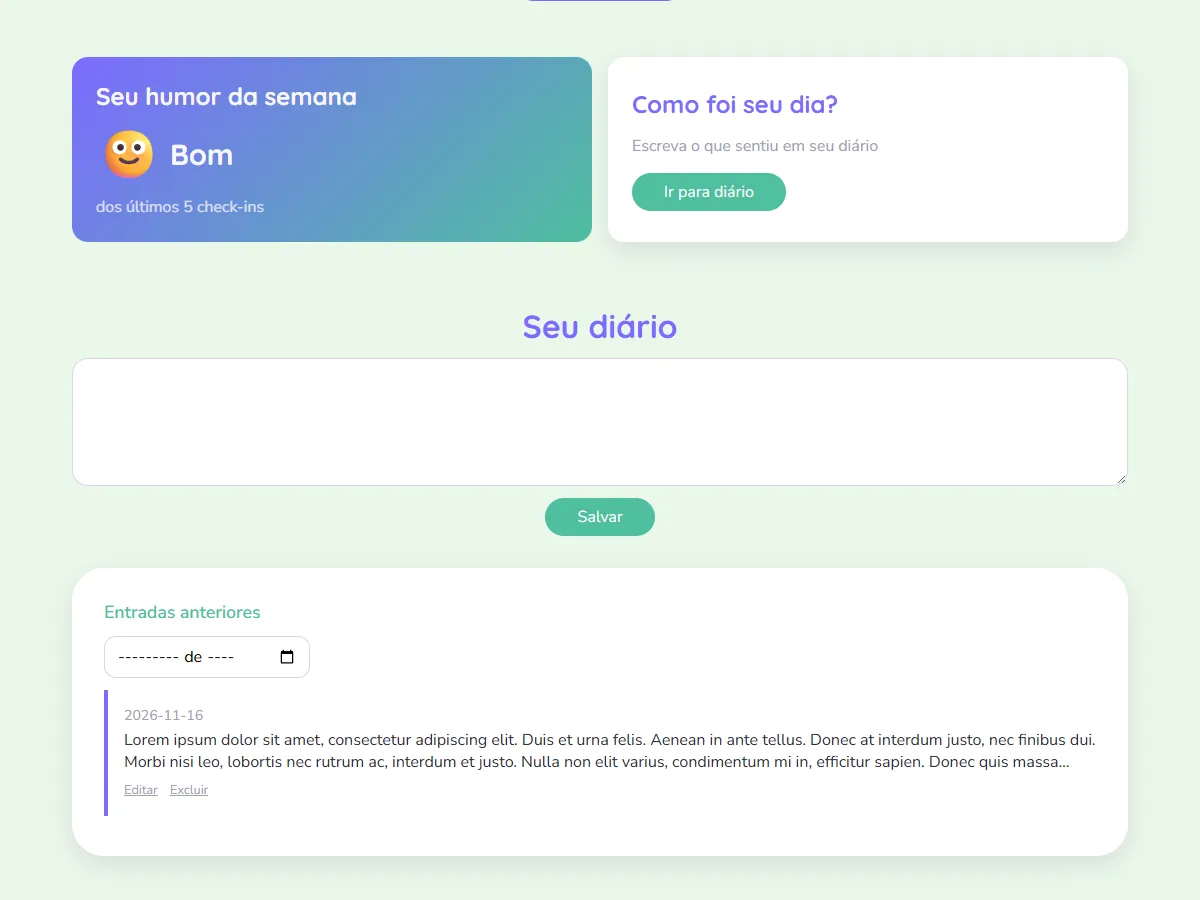 Seu humor da semana
Bom
dos últimos 5 check-ins
Como foi seu dia?
Escreva o que sentiu em seu diário
Ir para diário
Seu diário
Salvar
Entradas anteriores
--------- de ----
2026-11-16
Lorem ipsum dolor sit amet, consectetur adipiscing elit. Duis et urna felis. Aenean in ante tellus. Donec at interdum justo, nec finibus dui.
Morbi nisi leo, lobortis nec rutrum ac, interdum et justo. Nulla non elit varius, condimentum mi in, efficitur sapien. Donec quis massa...
Editar Excluir